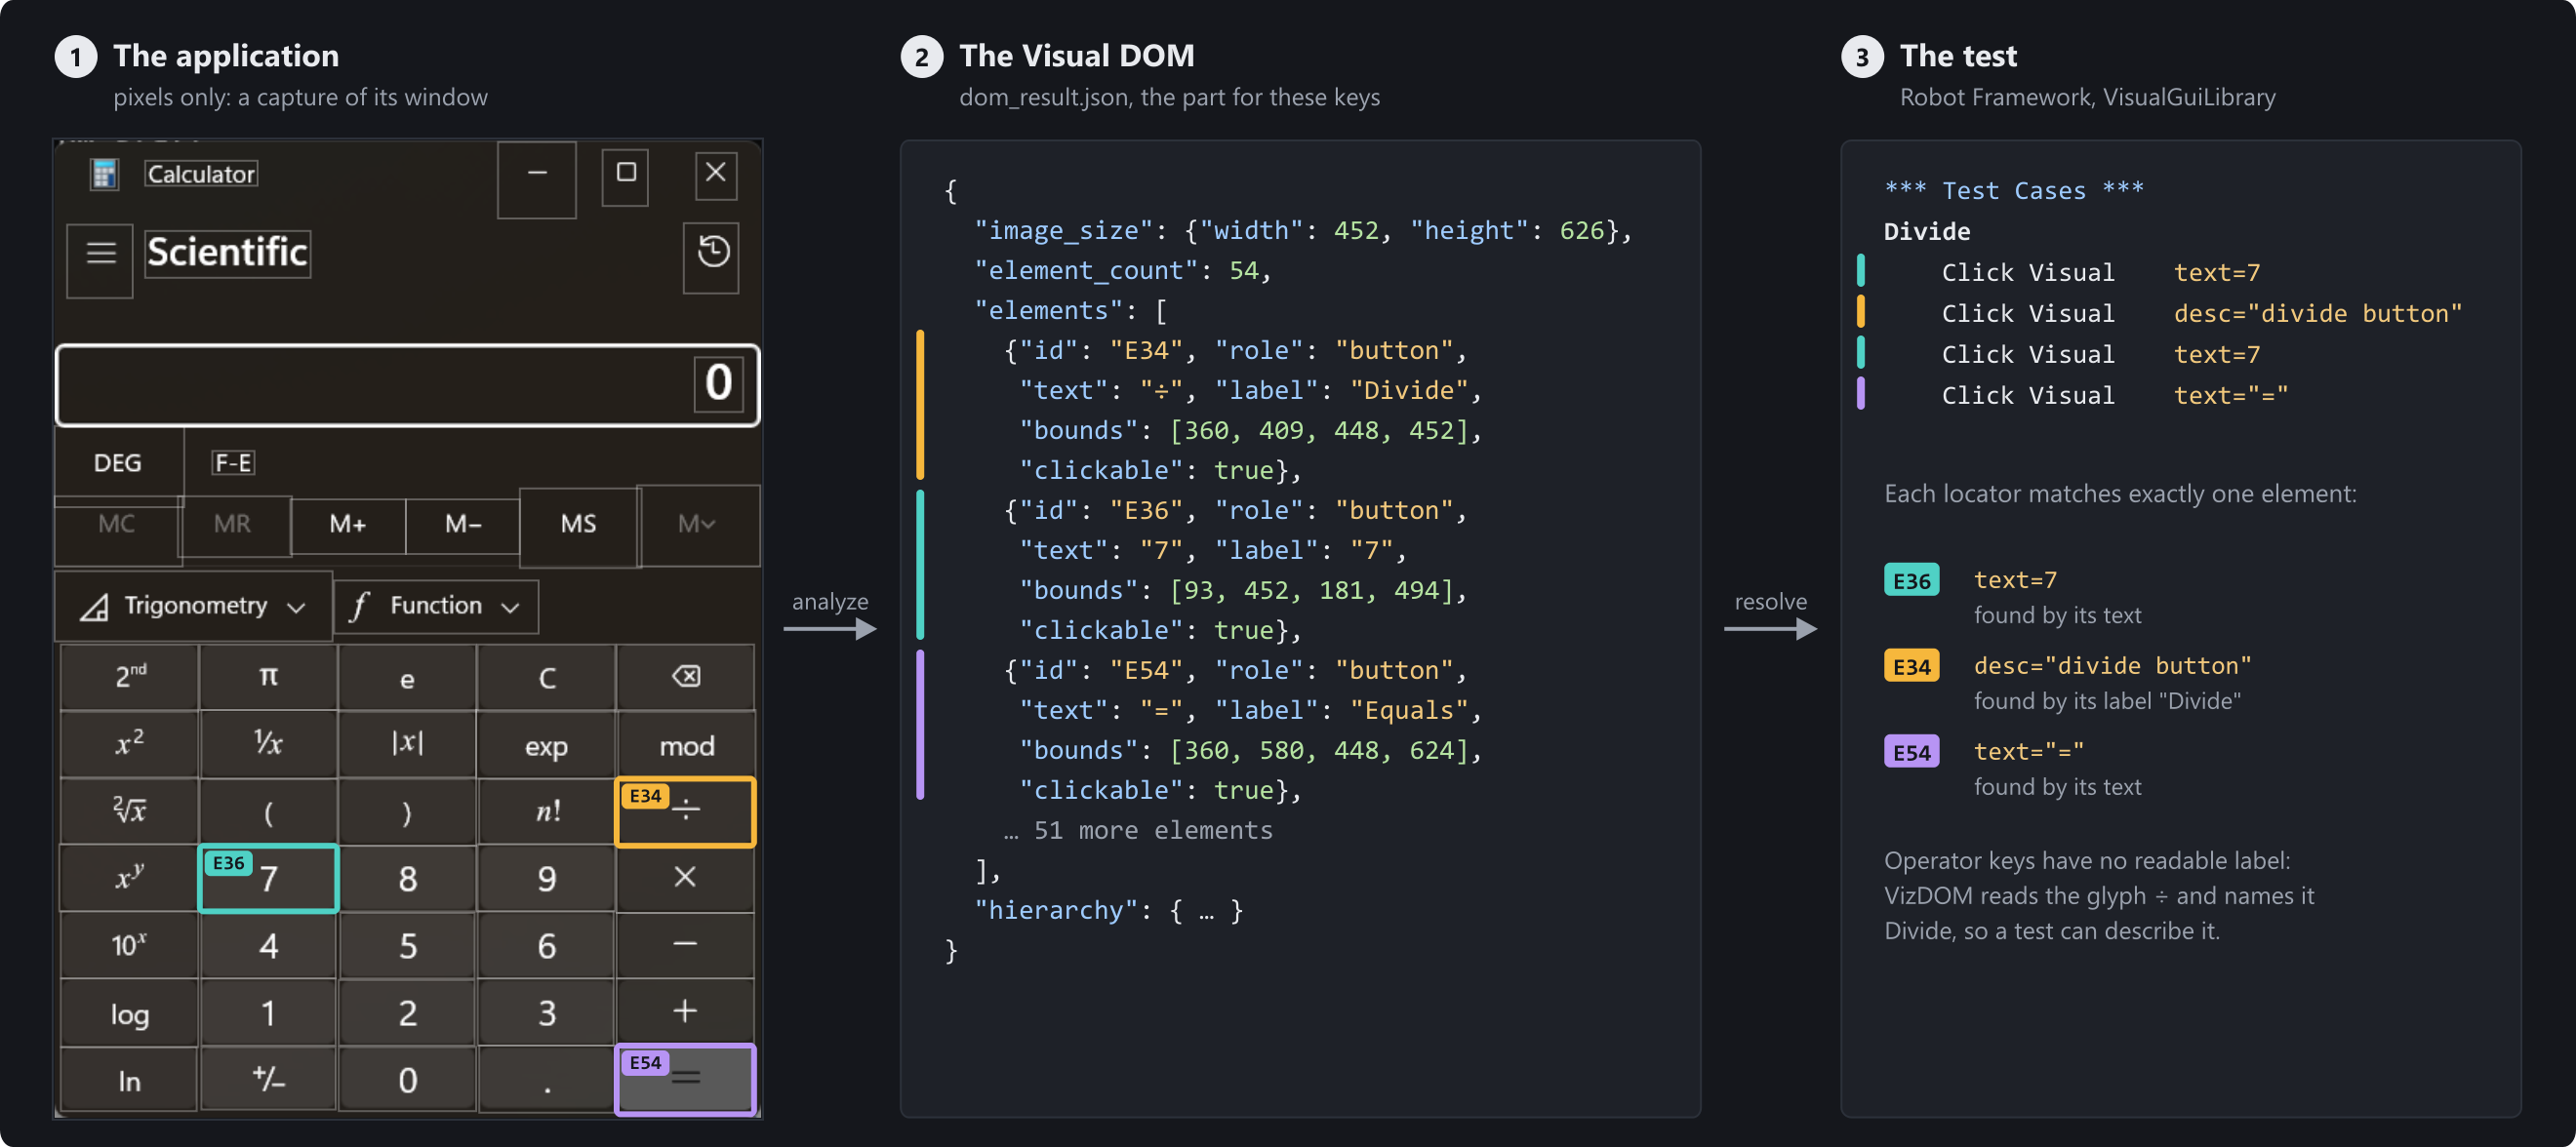 1 The application
pixels only: a capture of its window
Calculator
Scientific
0
DEG F-E
MC MR M+ M− MS M
Trigonometry f Function
2nd π e C
x2 1/x |x| exp mod
2√x ( ) n! E34 ÷
xy E36 7 8 9 ×
10x 4 5 6 −
log 1 2 3 +
ln +/− 0 . E54 =
analyze
2 The Visual DOM
dom_result.json, the part for these keys
{
"image_size": {"width": 452, "height": 626},
"element_count": 54,
"elements": [
{"id": "E34", "role": "button",
"text": "÷", "label": "Divide",
"bounds": [360, 409, 448, 452],
"clickable": true},
{"id": "E36", "role": "button",
"text": "7", "label": "7",
"bounds": [93, 452, 181, 494],
"clickable": true},
{"id": "E54", "role": "button",
"text": "=", "label": "Equals",
"bounds": [360, 580, 448, 624],
"clickable": true},
… 51 more elements
],
"hierarchy": { … }
}
resolve
3 The test
Robot Framework, VisualGuiLibrary
*** Test Cases ***
Divide
Click Visual text=7
Click Visual desc="divide button"
Click Visual text=7
Click Visual text="="
Each locator matches exactly one element:
E36 text=7
found by its text
E34 desc="divide button"
found by its label "Divide"
E54 text="="
found by its text
Operator keys have no readable label:
VizDOM reads the glyph ÷ and names it
Divide, so a test can describe it.